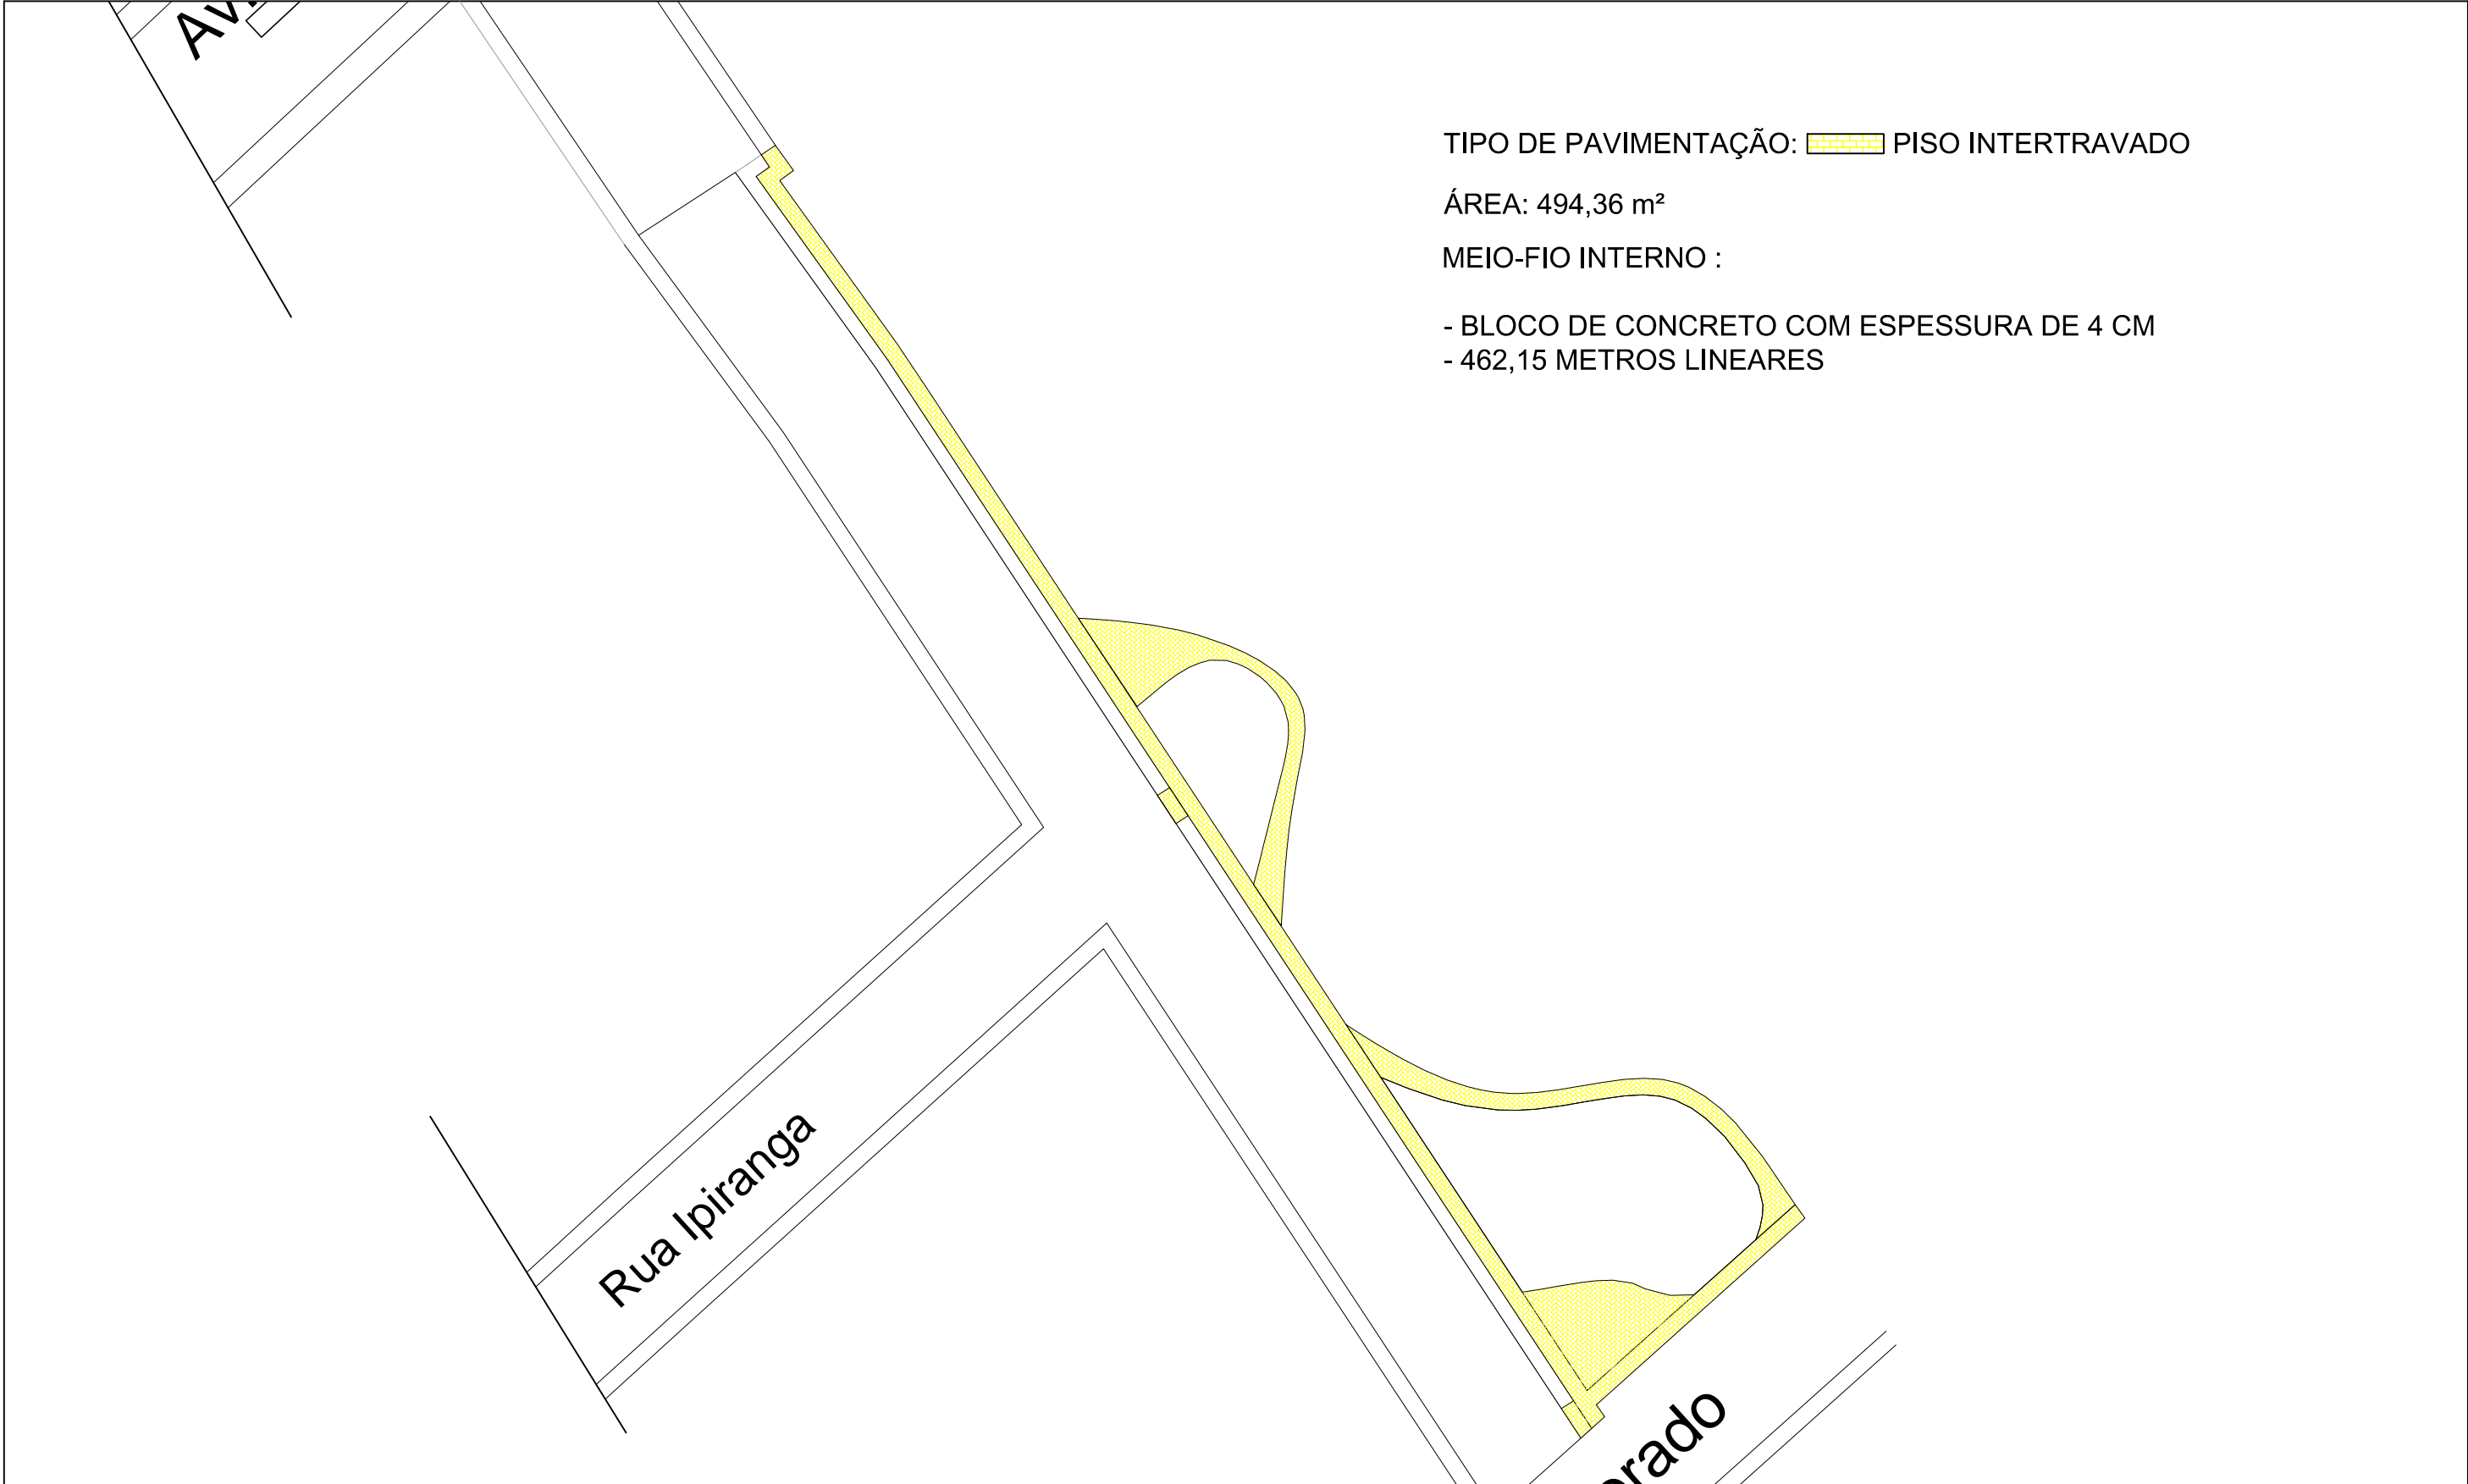 TIPO DE PAVIMENTAÇÃO: PISO INTERTRAVADO
ÁREA: 494,36 m²
MEIO-FIO INTERNO :
- BLOCO DE CONCRETO COM ESPESSURA DE 4 CM
- 462,15 METROS LINEARES
Rua Ipiranga